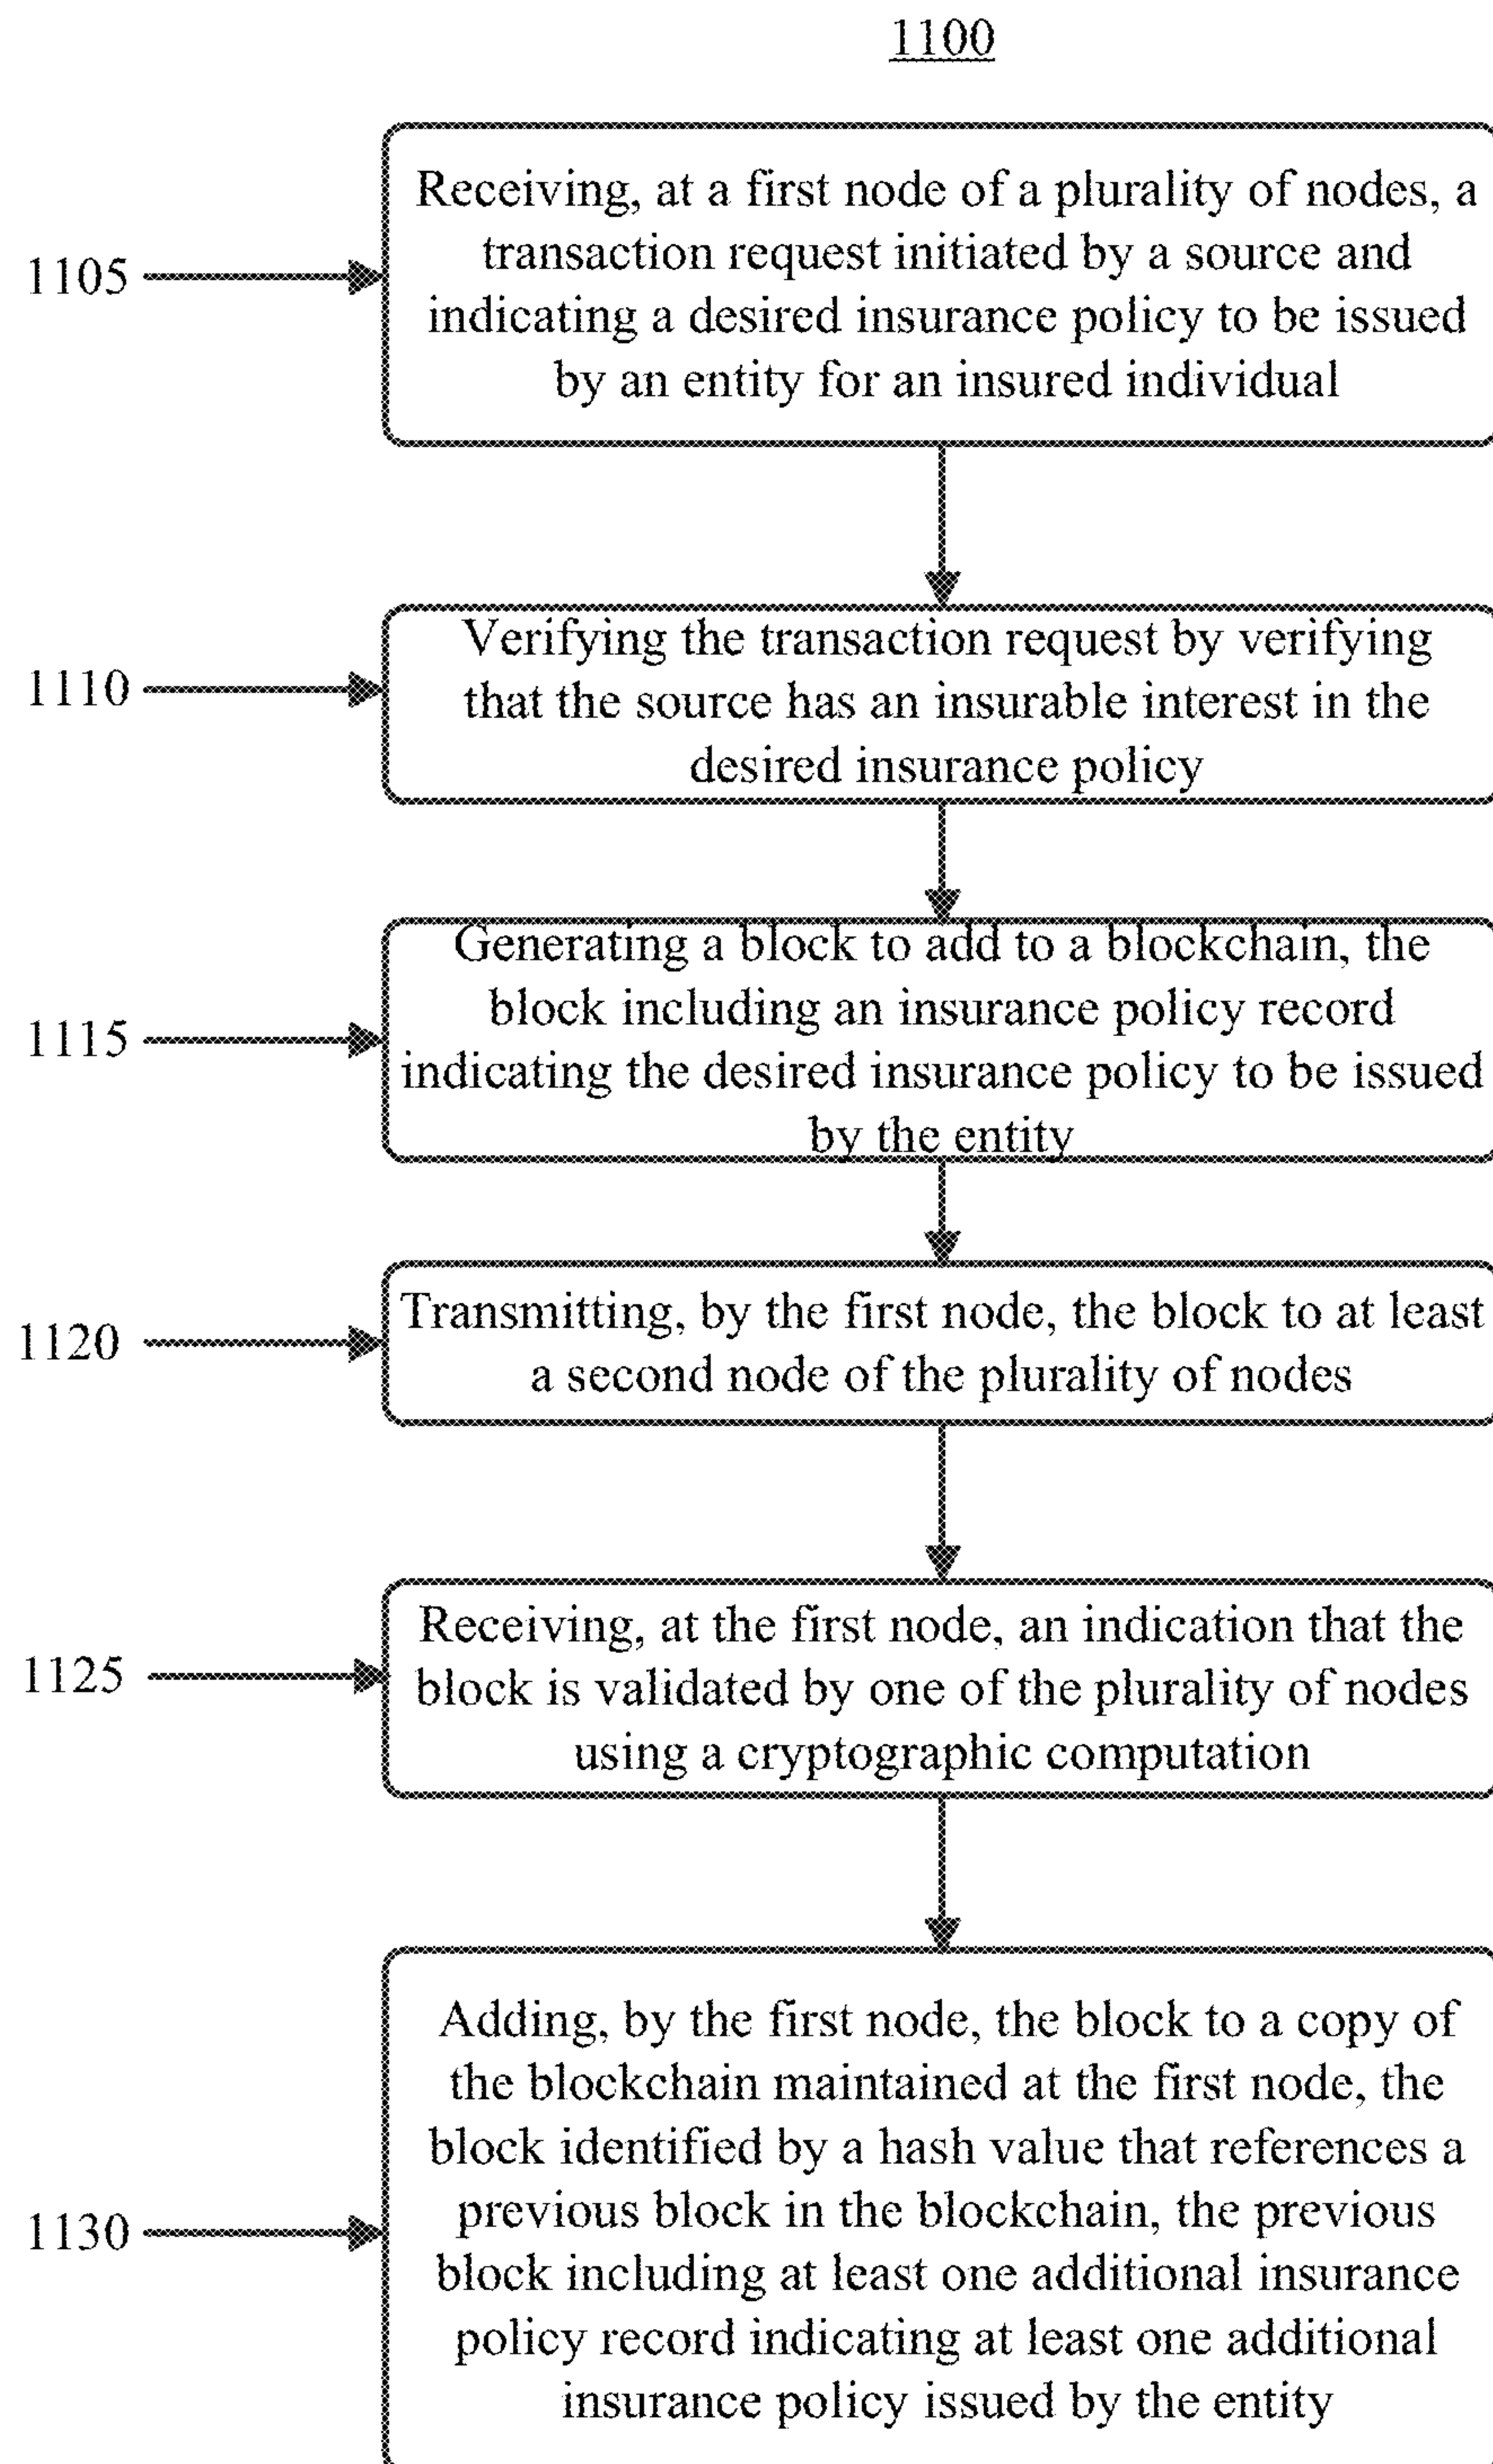 1100
1105
Receiving, at a first node of a plurality of nodes, a
transaction request initiated by a source and
indicating a desired insurance policy to be issued
by an entity for an insured individual
1110
Verifying the transaction request by verifying
that the source has an insurable interest in the
desired insurance policy
1115
Generating a block to add to a blockchain, the
block including an insurance policy record
indicating the desired insurance policy to be issued
by the entity
1120
Transmitting, by the first node, the block to at least
a second node of the plurality of nodes
1125
Receiving, at the first node, an indication that the
block is validated by one of the plurality of nodes
using a cryptographic computation
1130
Adding, by the first node, the block to a copy of
the blockchain maintained at the first node, the
block identified by a hash value that references a
previous block in the blockchain, the previous
block including at least one additional insurance
policy record indicating at least one additional
insurance policy issued by the entity